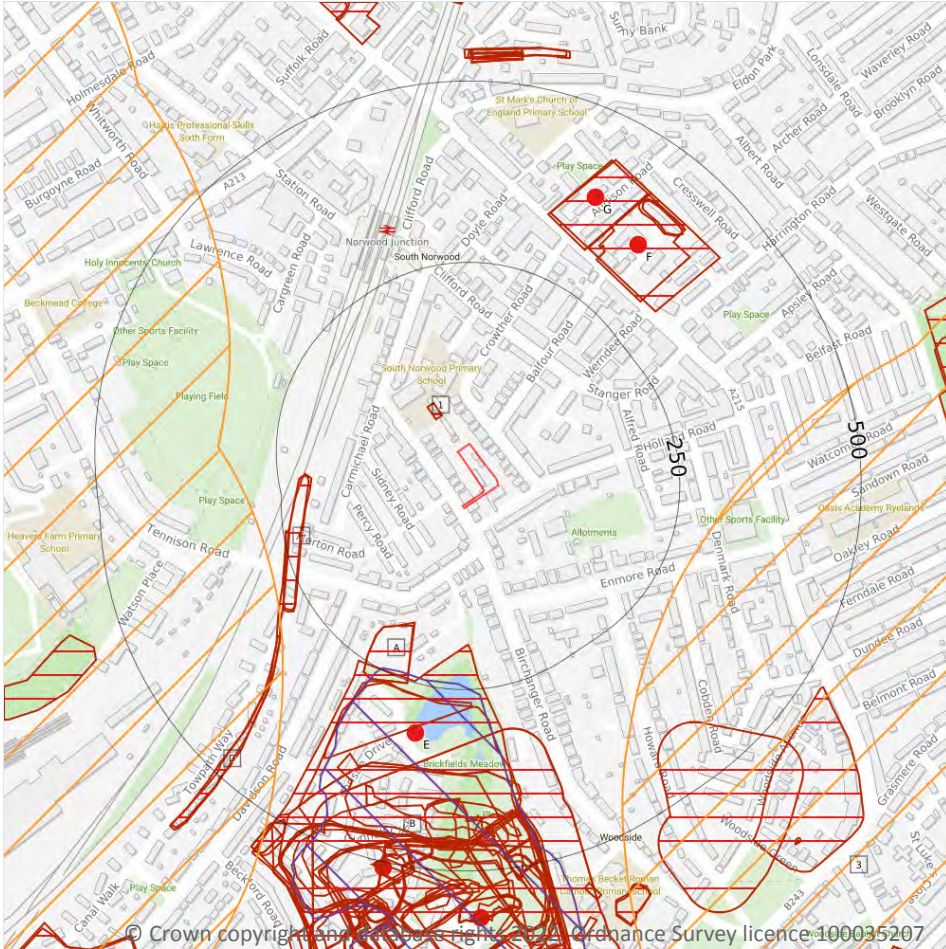 Surny Bank
Suffolk Road
Holmesdale Road
Eldon Park
Lonsdale Road
Waverley Road
Brooklyn Road
Whitworth Road
Harris Professional Skills
Sixth Form
St Mark's Church of
England Primary School
Archer Road
Albert Road
Burgoyne Road
A213
Station Road
Clifford Road
Play Space
Cresswell Road
Westgate Road
G
Harrington Road
Doyle Road
Norwood Junction
South Norwood
F
Lawrence Road
Cargreen Road
Holy Innocents' Church
Beckmead College
Clifford Road
Crowther Road
Apsley Road
Play Space
Other Sports Facility
Play Space
Balfour Road
Werndee Road
Belfast Road
South Norwood Primary
School
Playing Field
Stanger Road
A215
1
Alfred Road
250
500
Watcombe Road
Carmichael Road
Sidney Road
Percy Road
Sandown Road
Play Space
Allotments
Other Sports Facility
Oasis Academy Ryelands
Oakley Road
Heavers Farm Primary
School
Tennison Road
Watson Place
Enmore Road
Denmark Road
Ferndale Road
Dundee Road
Belmont Road
A
Birchanger Road
Cobden Road
Howard Road
E
Towpath Way
Davidson Road
Brickfields Meadow
Grasmere Road
B
Woodside
Woodside Green
3
Thomas Becket Roman
Catholic Primary School
Beckford Road
Canal Walk
Play Space
B243
© Crown copyright and database rights 2022. Ordnance Survey licence 100035207